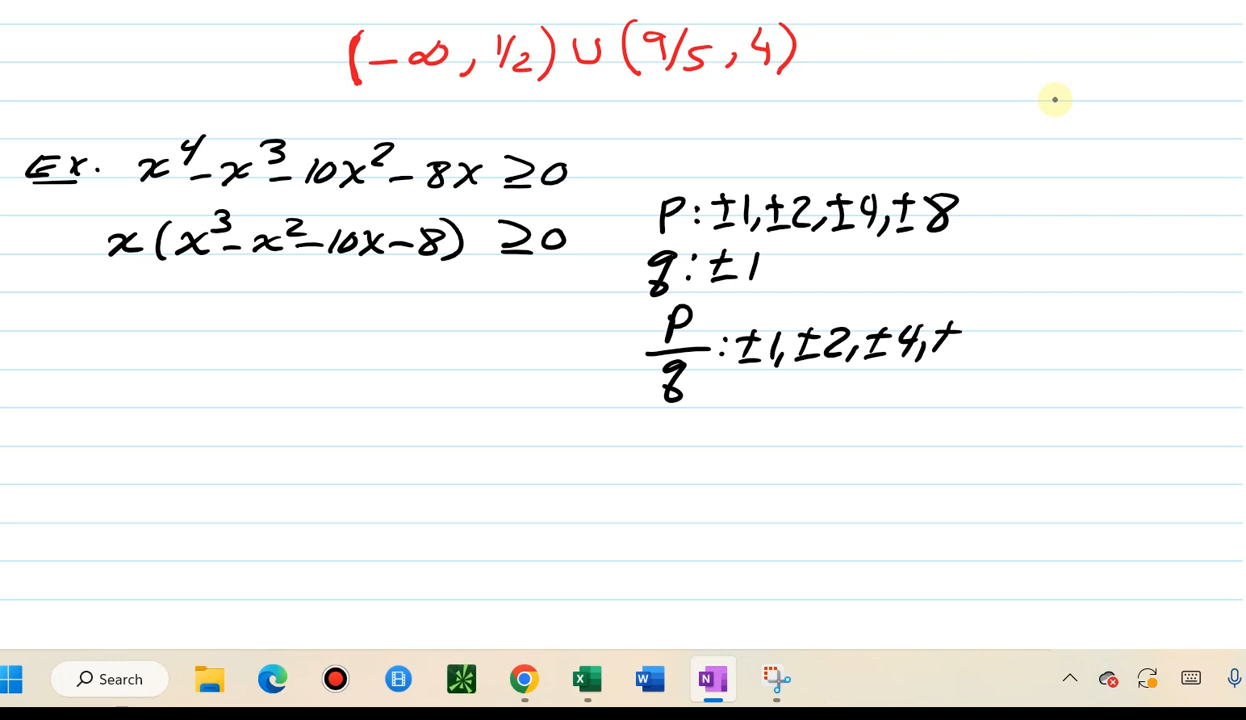 (-∞, 1/2) ∪ (9/5, 4)
Ex. x⁴ - x³ - 10x² - 8x ≥ 0
x(x³ - x² - 10x - 8) ≥ 0
p: ±1, ±2, ±4, ±8
q: ±1
p/q: ±1, ±2, ±4, +
Search